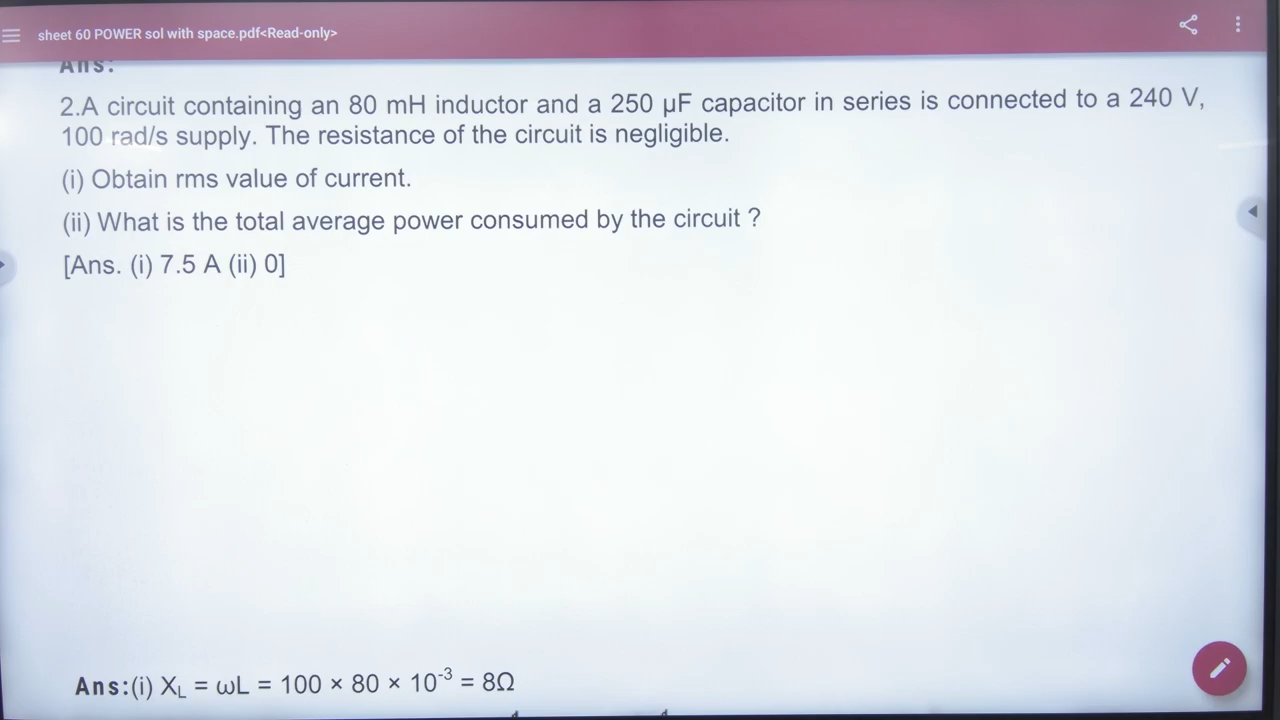 sheet 60 POWER sol with space.pdf<Read-only>
Ans:
2.A circuit containing an 80 mH inductor and a 250 μF capacitor in series is connected to a 240 V,
100 rad/s supply. The resistance of the circuit is negligible.
(i) Obtain rms value of current.
(ii) What is the total average power consumed by the circuit ?
[Ans. (i) 7.5 A (ii) 0]
Ans:(i) X_L = ωL = 100 × 80 × 10⁻³ = 8Ω